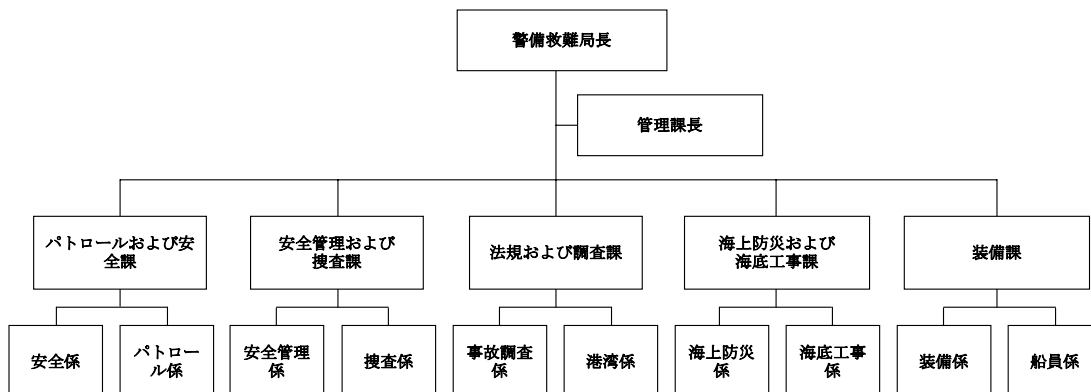 警備救難局長
管理課長
パトロールおよび安
全課
安全管理および
捜査課
法規および調査課
海上防災および
海底工事課
装備課
安全係
パトロー
ル係
安全管理
係
捜査係
事故調査
係
港湾係
海上防災
係
海底工事
係
装備係
船員係